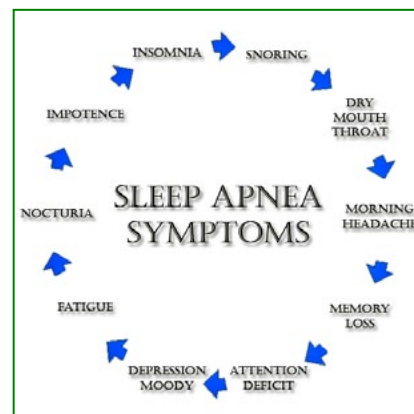 INSOMNIA
SNORING
DRY
MOUTH
THROAT
MORNING
HEADACHE
MEMORY
LOSS
ATTENTION
DEFICIT
DEPRESSION
MOODY
FATIGUE
NOCTURIA
IMPOTENCE
SLEEP APNEA
SYMPTOMS